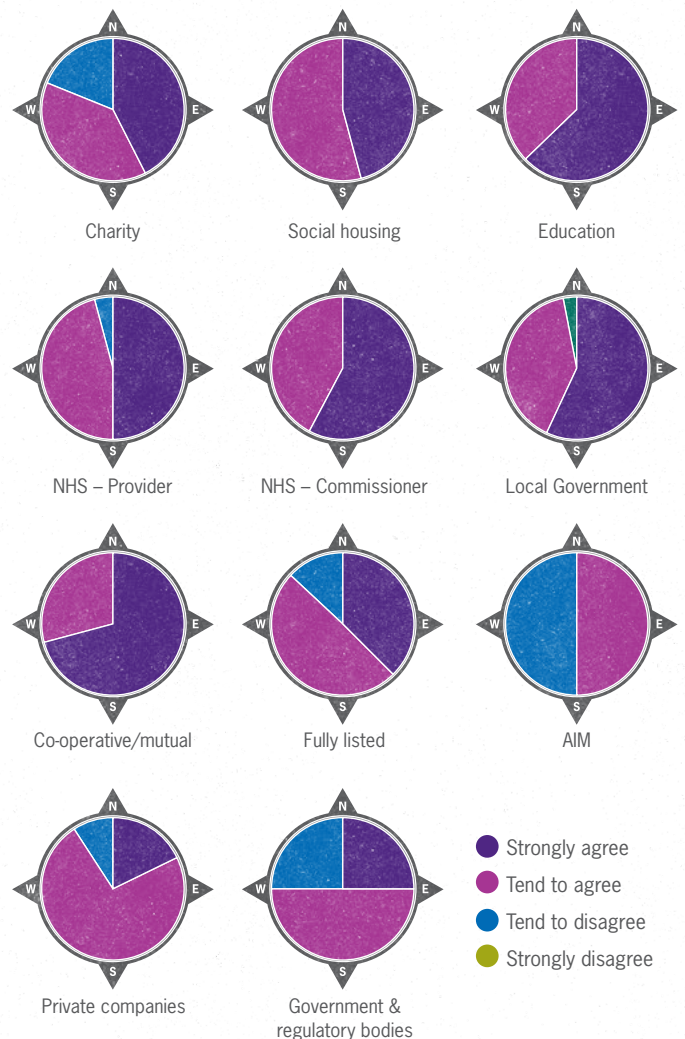 N
W E
S
Charity
N
W E
S
Social housing
N
W E
S
Education
N
W E
S
NHS – Provider
N
W E
S
NHS – Commissioner
N
W E
S
Local Government
N
W E
S
Co-operative/mutual
N
W E
S
Fully listed
N
W E
S
AIM
N
W E
S
Private companies
N
W E
S
Government &
regulatory bodies
Strongly agree
Tend to agree
Tend to disagree
Strongly disagree